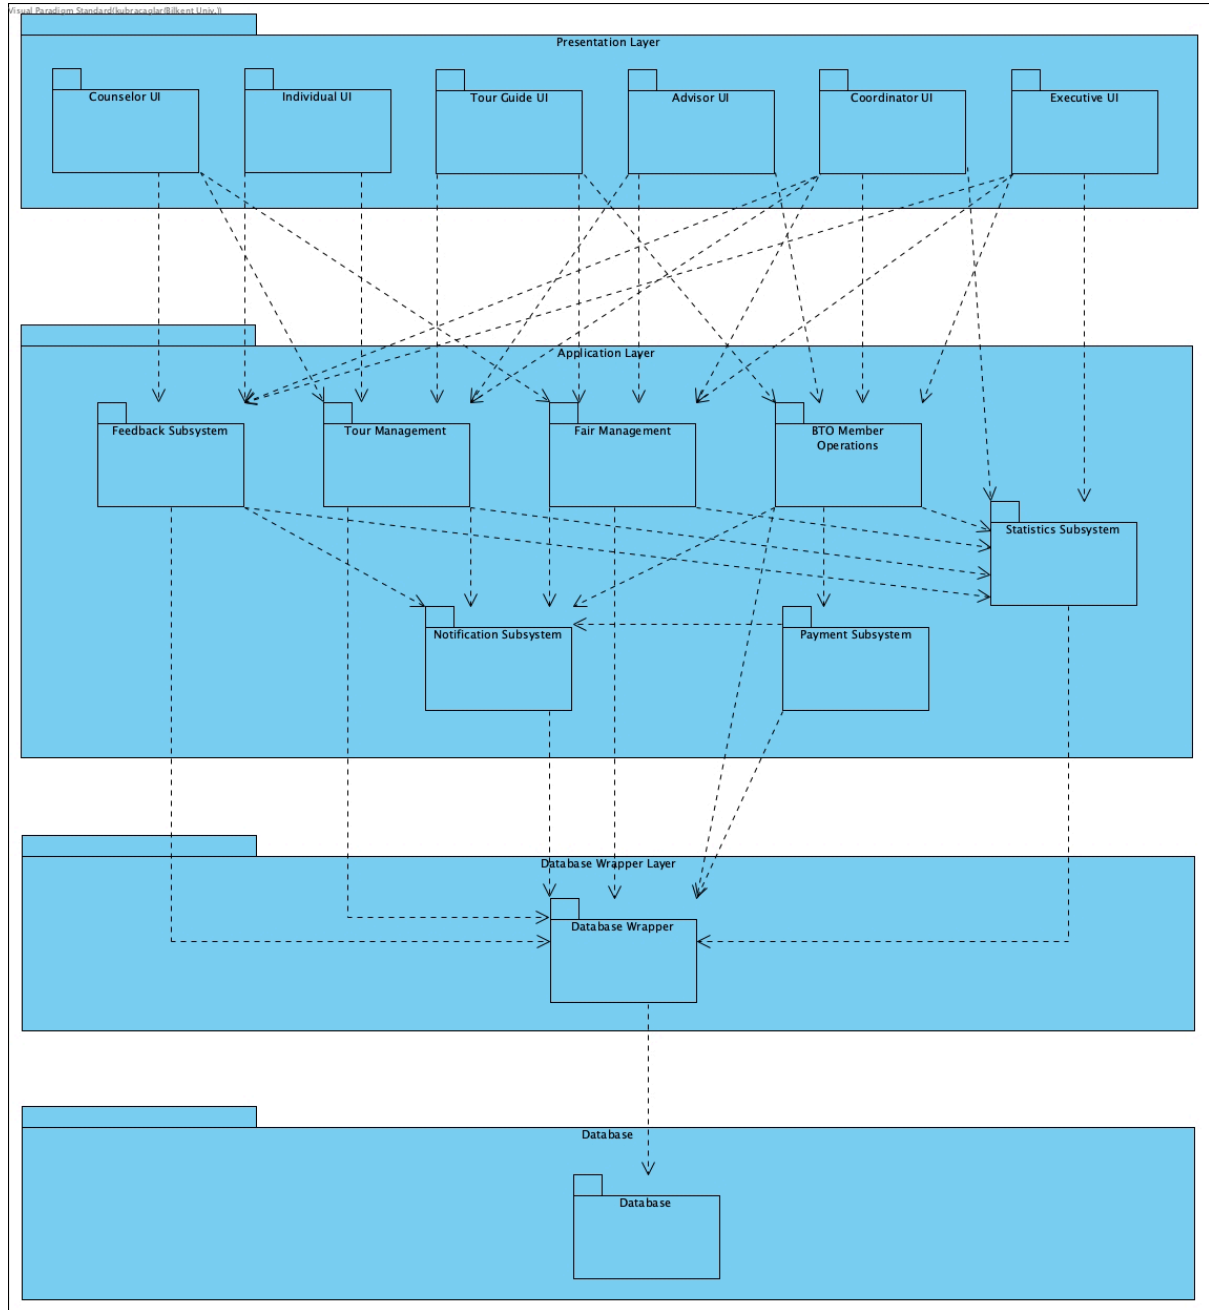 Visual Paradigm Standard(kubracaglar(Bilkent Univ.))
Presentation Layer
Counselor UI
Individual UI
Tour Guide UI
Advisor UI
Coordinator UI
Executive UI
Application Layer
Feedback Subsystem
Tour Management
Fair Management
BTO Member
Operations
Statistics Subsystem
Notification Subsystem
Payment Subsystem
Database Wrapper Layer
Database Wrapper
Database
Database